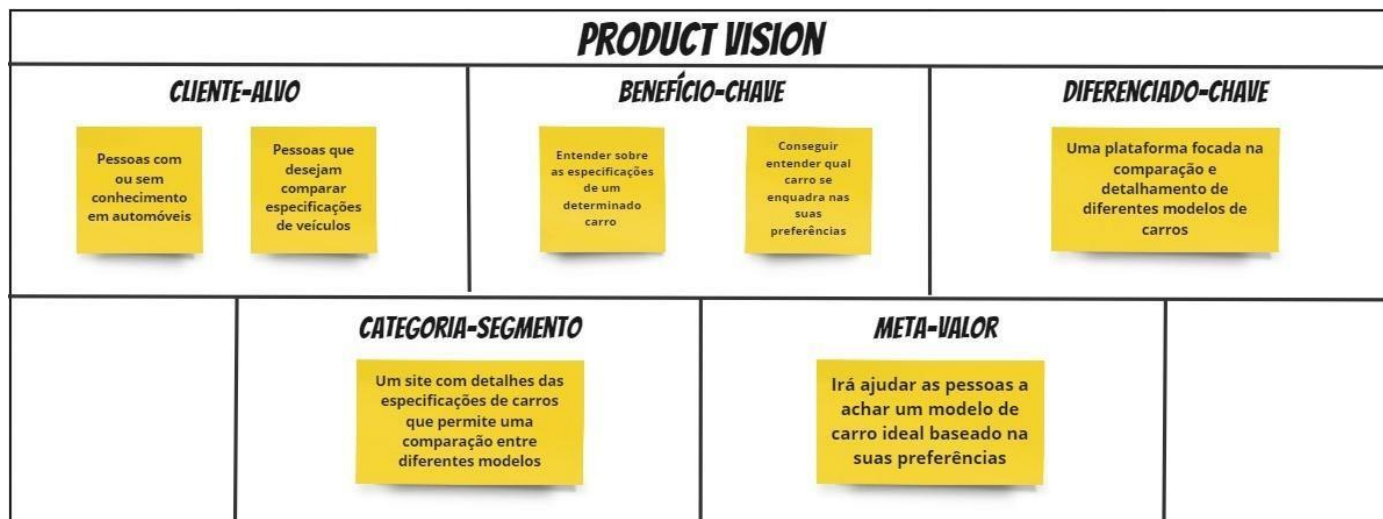 PRODUCT VISION
CLIENTE-ALVO
Pessoas com
ou sem
conhecimento
em automóveis
Pessoas que
desejam
comparar
especificações
de veículos
BENEFÍCIO-CHAVE
Entender sobre
as especificações
de um
determinado
carro
Conseguir
entender qual
carro se
enquadra nas
suas
preferências
DIFERENCIADO-CHAVE
Uma plataforma focada na
comparação e
detalhamento de
diferentes modelos de
carros
CATEGORIA-SEGMENTO
Um site com detalhes das
especificações de carros
que permite uma
comparação entre
diferentes modelos
META-VALOR
Irá ajudar as pessoas a
achar um modelo de
carro ideal baseado na
suas preferências